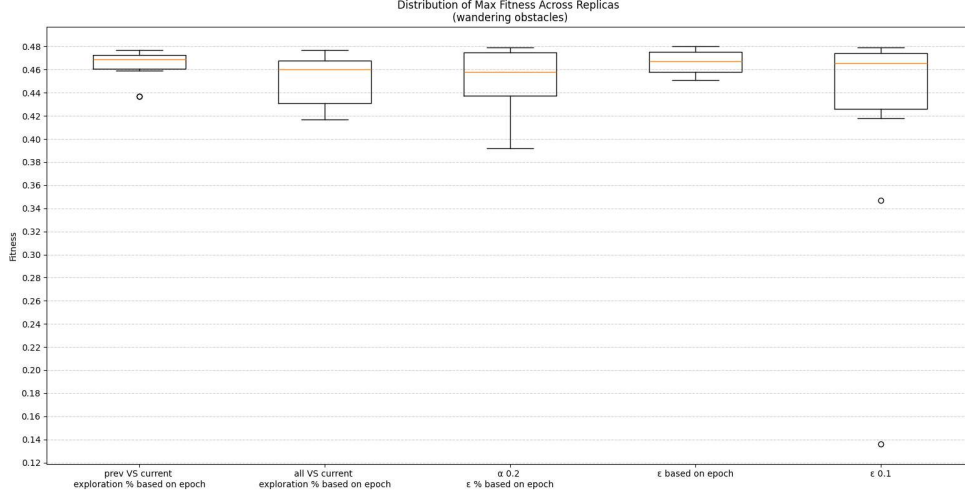 Distribution of Max Fitness Across Replicas
(wandering obstacles)
Fitness
0.48
0.46
0.44
0.42
0.40
0.38
0.36
0.34
0.32
0.30
0.28
0.26
0.24
0.22
0.20
0.18
0.16
0.14
0.12
prev VS current
exploration % based on epoch
all VS current
exploration % based on epoch
α 0.2
ε % based on epoch
ε based on epoch
ε 0.1